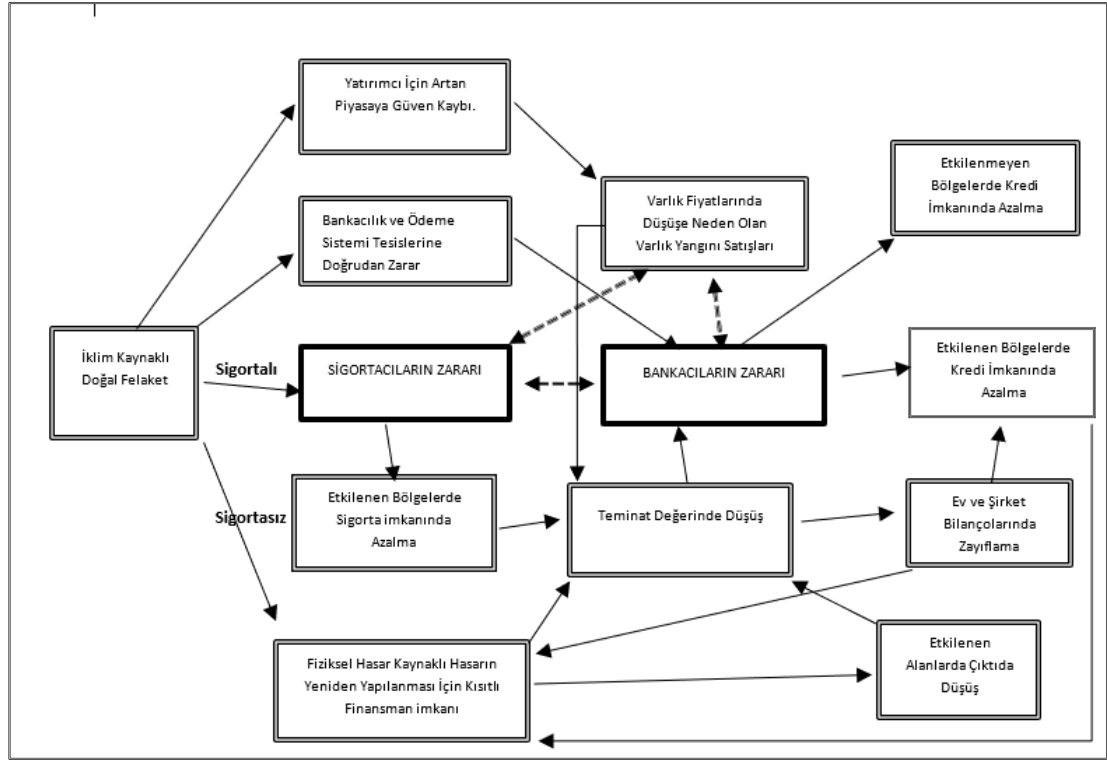 Yatırımcı İçin Artan
Piyasaya Güven Kaybı.
Etkilenmeyen
Bölgelerde Kredi
İmkanında Azalma
Varlık Fiyatlarında
Düşüşe Neden Olan
Varlık Yangını Satışları
Bankacılık ve Ödeme
Sistemi Tesislerine
Doğrudan Zarar
İklim Kaynaklı
Doğal Felaket
Sigortalı
SİGORTACILARIN ZARARI
BANKACILARIN ZARARI
Etkilenen Bölgelerde
Kredi İmkanında
Azalma
Sigortasız
Etkilenen Bölgelerde
Sigorta imkanında
Azalma
Teminat Değerinde Düşüş
Ev ve Şirket
Bilançolarında
Zayıflama
Fiziksel Hasar Kaynaklı Hasarın
Yeniden Yapılanması İçin Kısıtlı
Finansman imkanı
Etkilenen
Alanlarda Çıktıda
Düşüş